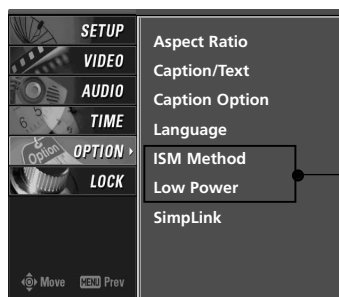 SETUP
VIDEO
AUDIO
TIME
Option
OPTION
LOCK
Move MENU Prev
Aspect Ratio
Caption/Text
Caption Option
Language
ISM Method
Low Power
SimpLink